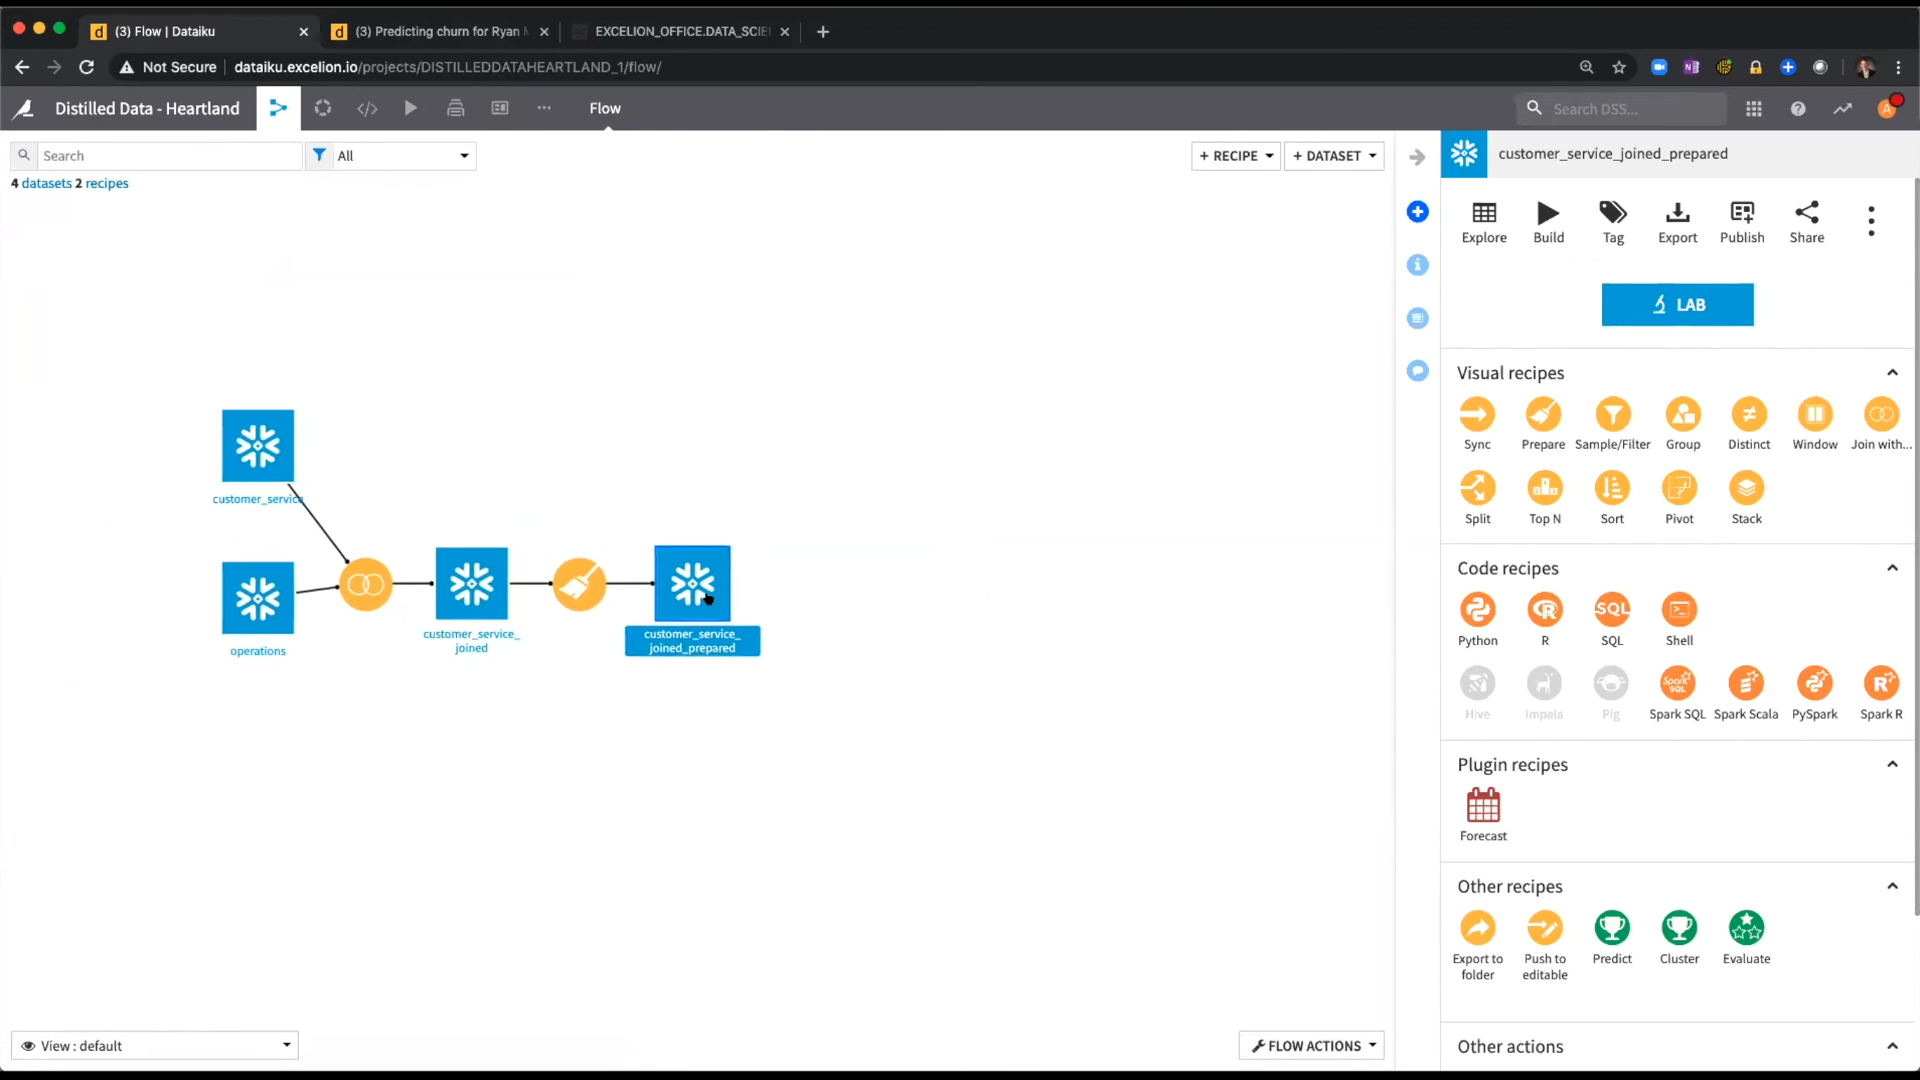 (3) Flow | Dataiku
(3) Predicting churn for Ryan
EXCELION_OFFICE.DATA_SCIE
Not Secure
dataiku.excelion.io/projects/DISTILLEDDATAHEARTLAND_1/flow/
Distilled Data - Heartland
Flow
Search DSS...
A
Search
All
+ RECIPE
+ DATASET
4 datasets 2 recipes
customer_service_joined_prepared
Explore
Build
Tag
Export
Publish
Share
LAB
Visual recipes
Sync
Prepare
Sample/Filter
Group
Distinct
Window
Join with...
Split
Top N
Sort
Pivot
Stack
Code recipes
Python
R
SQL
SQL
Shell
Hive
Impala
Pig
Spark SQL
Spark Scala
PySpark
Spark R
Plugin recipes
Forecast
Other recipes
Export to
folder
Push to
editable
Predict
Cluster
Evaluate
Other actions
customer_service
operations
customer_service_
joined
customer_service_
joined_prepared
View : default
FLOW ACTIONS